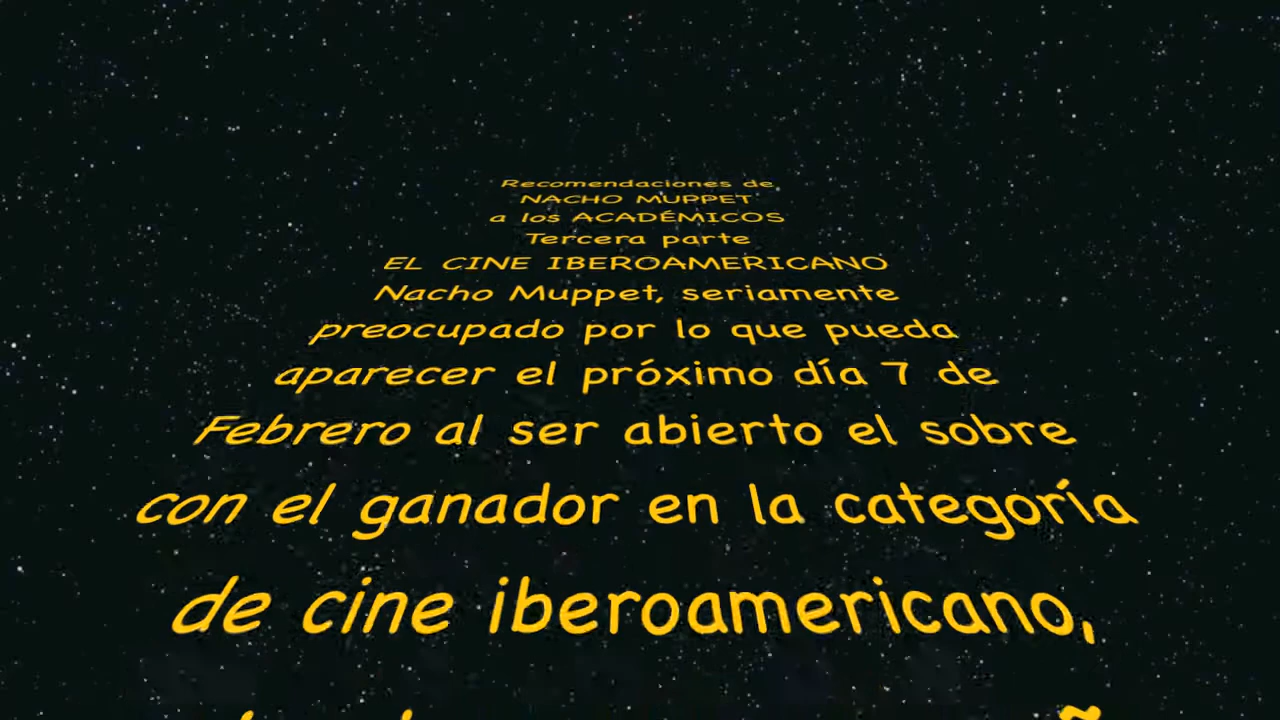 Recomendaciones de
NACHO MUPPET
a los ACADÉMICOS
Tercera parte
EL CINE IBEROAMERICANO
Nacho Muppet, seriamente
preocupado por lo que pueda
aparecer el próximo día 7 de
Febrero al ser abierto el sobre
con el ganador en la categoría
de cine iberoamericano,